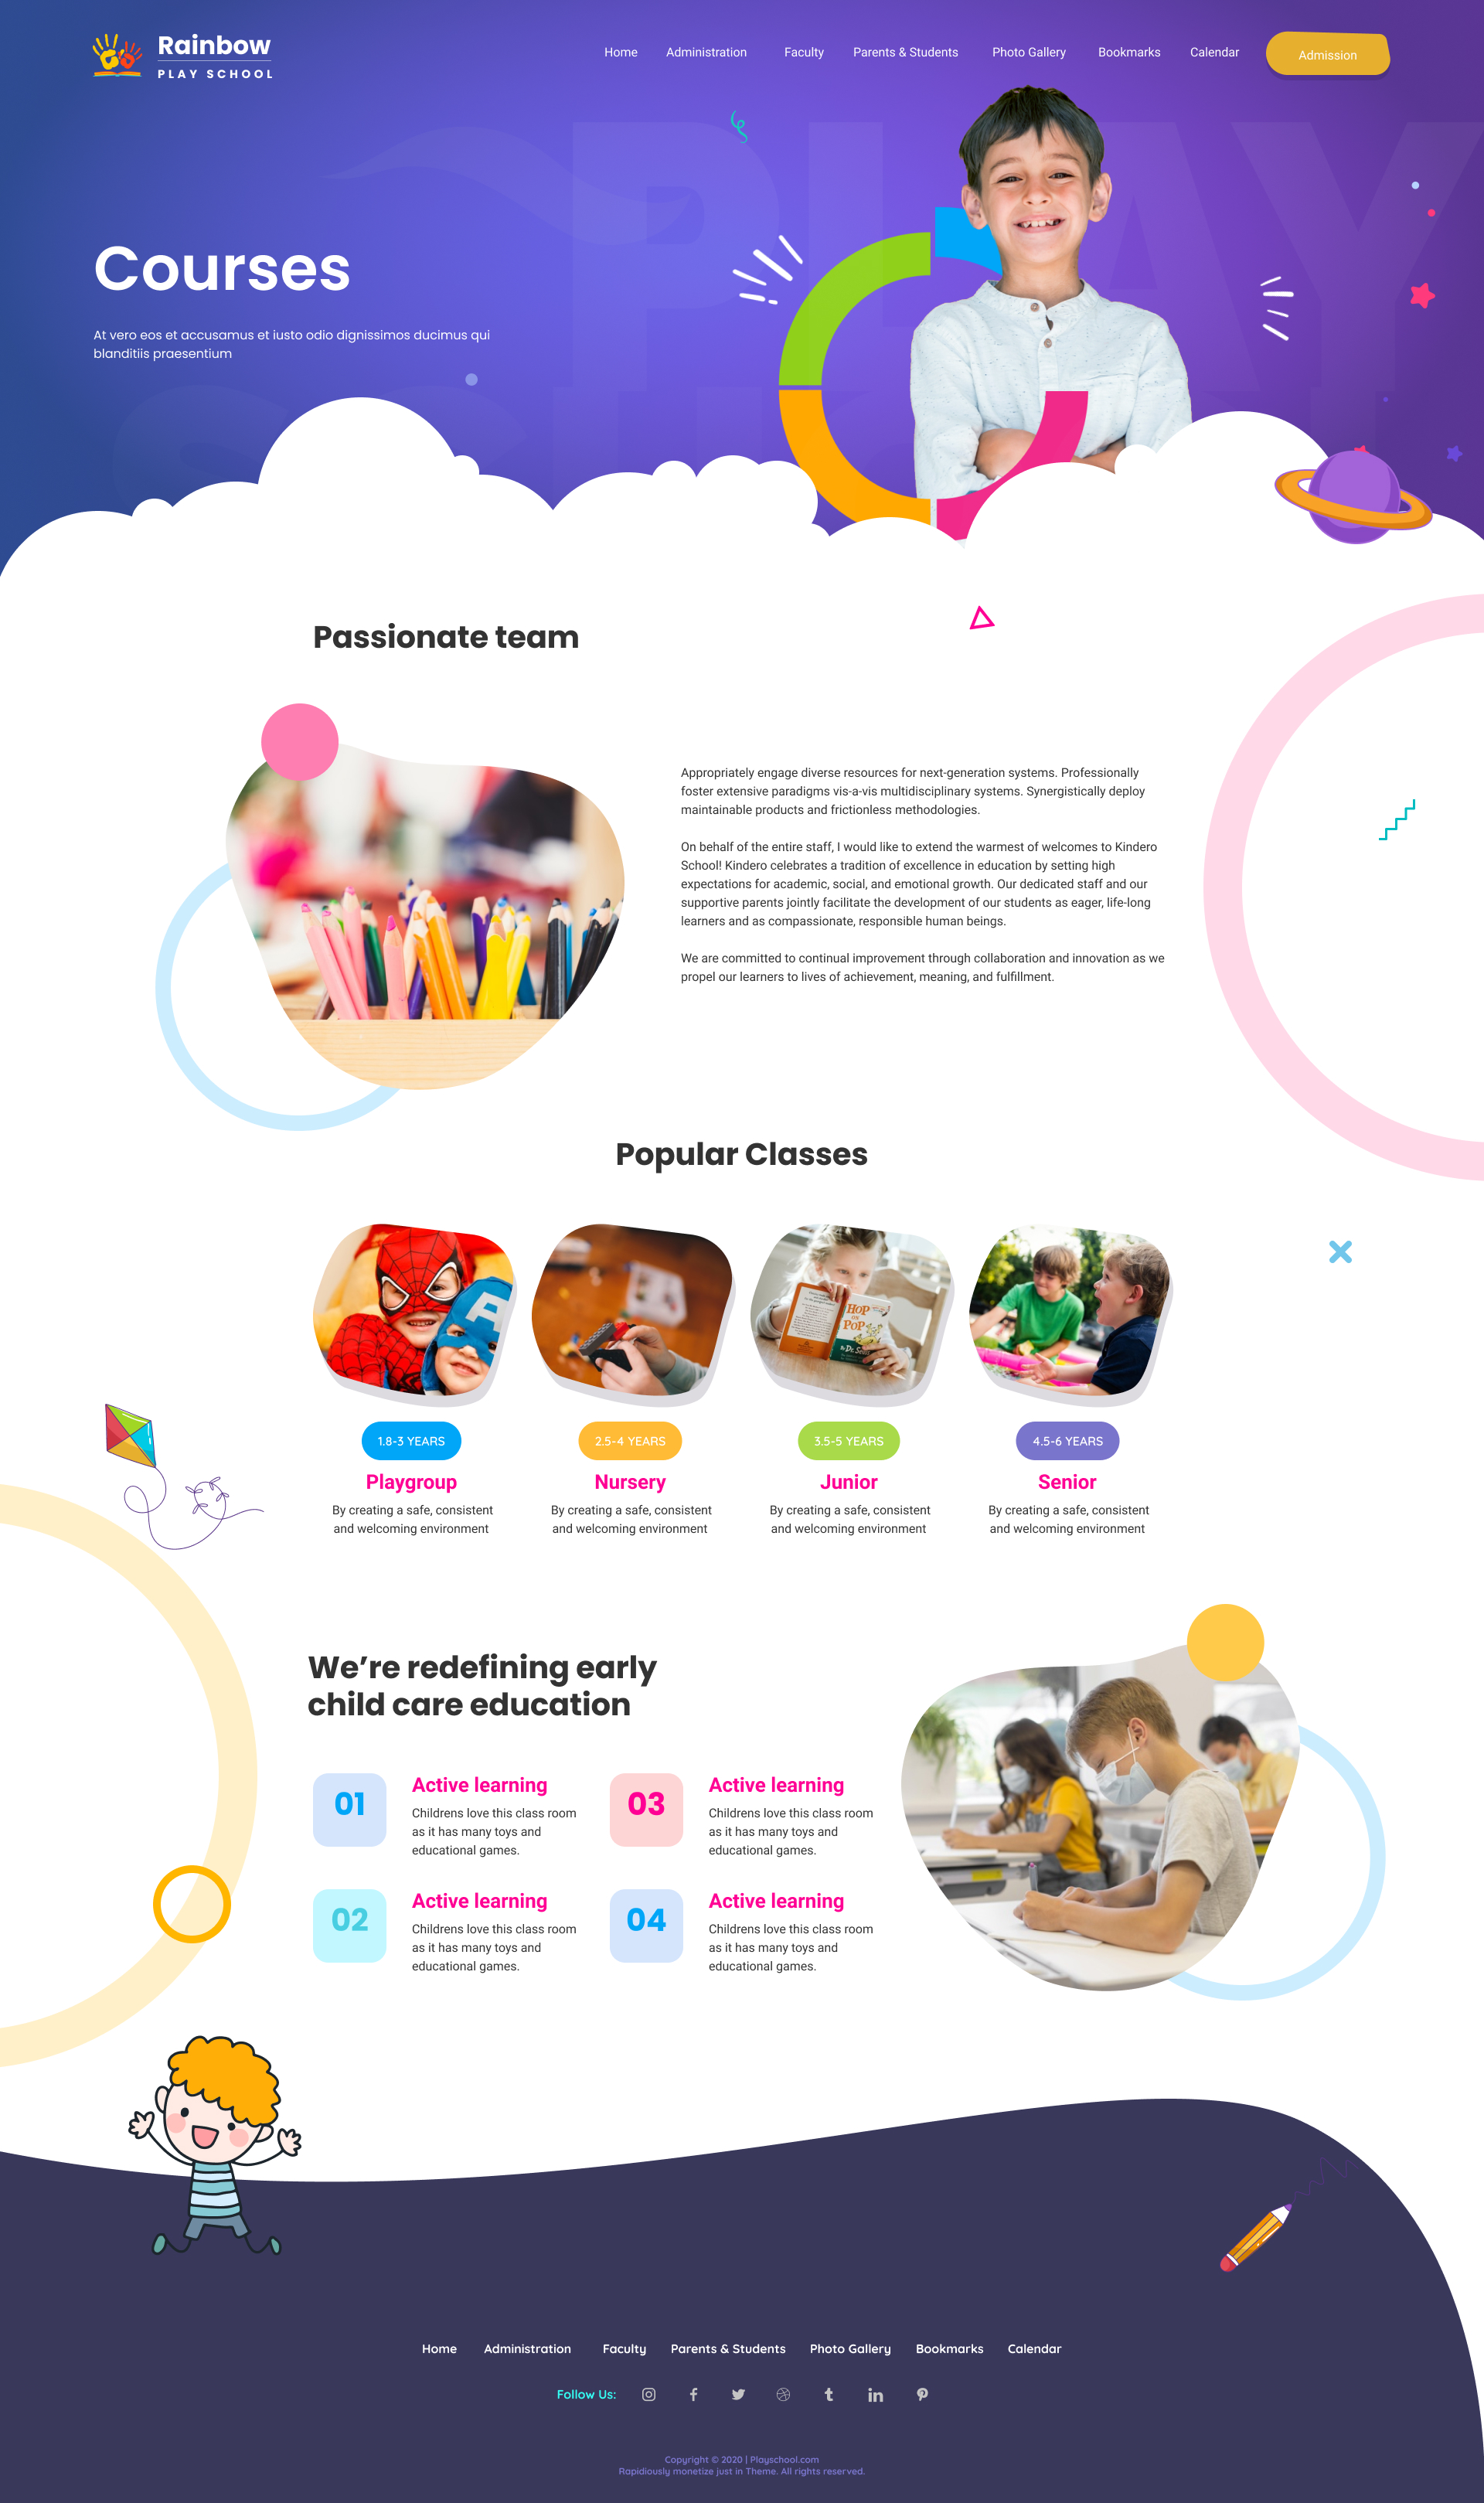 Rainbow
PLAY SCHOOL
Home Administration Faculty Parents & Students Photo Gallery Bookmarks Calendar Admission
PLAY
Courses
At vero eos et accusamus et iusto odio dignissimos ducimus qui
blanditiis praesentium
Passionate team
Appropriately engage diverse resources for next-generation systems. Professionally
foster extensive paradigms vis-a-vis multidisciplinary systems. Synergistically deploy
maintainable products and frictionless methodologies.
On behalf of the entire staff, I would like to extend the warmest of welcomes to Kindero
School! Kindero celebrates a tradition of excellence in education by setting high
expectations for academic, social, and emotional growth. Our dedicated staff and our
supportive parents jointly facilitate the development of our students as eager, life-long
learners and as compassionate, responsible human beings.
We are committed to continual improvement through collaboration and innovation as we
propel our learners to lives of achievement, meaning, and fulfillment.
Popular Classes
A
HOP
ON
POP
By Dr. Seuss
1.8-3 YEARS
Playgroup
By creating a safe, consistent
and welcoming environment
2.5-4 YEARS
Nursery
By creating a safe, consistent
and welcoming environment
3.5-5 YEARS
Junior
By creating a safe, consistent
and welcoming environment
4.5-6 YEARS
Senior
By creating a safe, consistent
and welcoming environment
We're redefining early
child care education
01
Active learning
Childrens love this class room
as it has many toys and
educational games.
02
Active learning
Childrens love this class room
as it has many toys and
educational games.
03
Active learning
Childrens love this class room
as it has many toys and
educational games.
04
Active learning
Childrens love this class room
as it has many toys and
educational games.
Home Administration Faculty Parents & Students Photo Gallery Bookmarks Calendar
Follow Us:
Copyright © 2020 | Playschool.com
Rapidiously monetize just in Theme. All rights reserved.